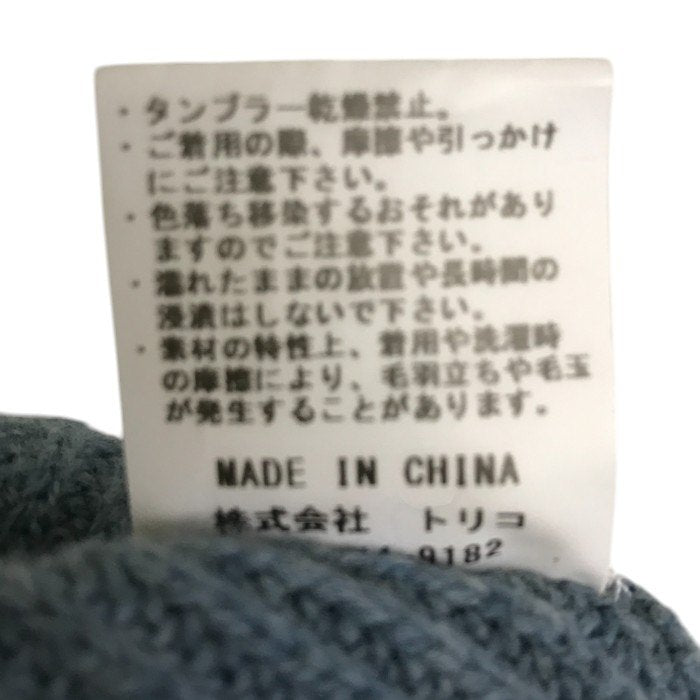 ・タンブラー乾燥禁止。
・ご着用の際、摩擦や引っかけ
にご注意下さい。
・色落ち移染するおそれがあり
ますのでご注意下さい。
・濡れたままの放置や長時間の
浸漬はしないで下さい。
・素材の特性上、着用や洗濯時
の摩擦により、毛羽立ちや毛玉
が発生することがあります。
MADE IN CHINA
株式会社 トリコ
9182